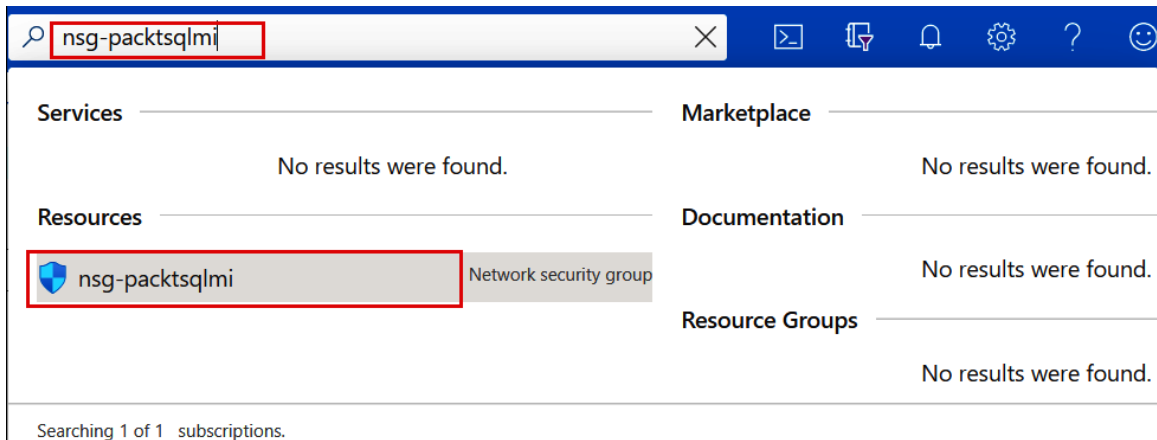 nsg-packtsqlmi
Services
No results were found.
Resources
nsg-packtsqlmi
Network security group
Marketplace
No results were found.
Documentation
No results were found.
Resource Groups
No results were found.
Searching 1 of 1 subscriptions.